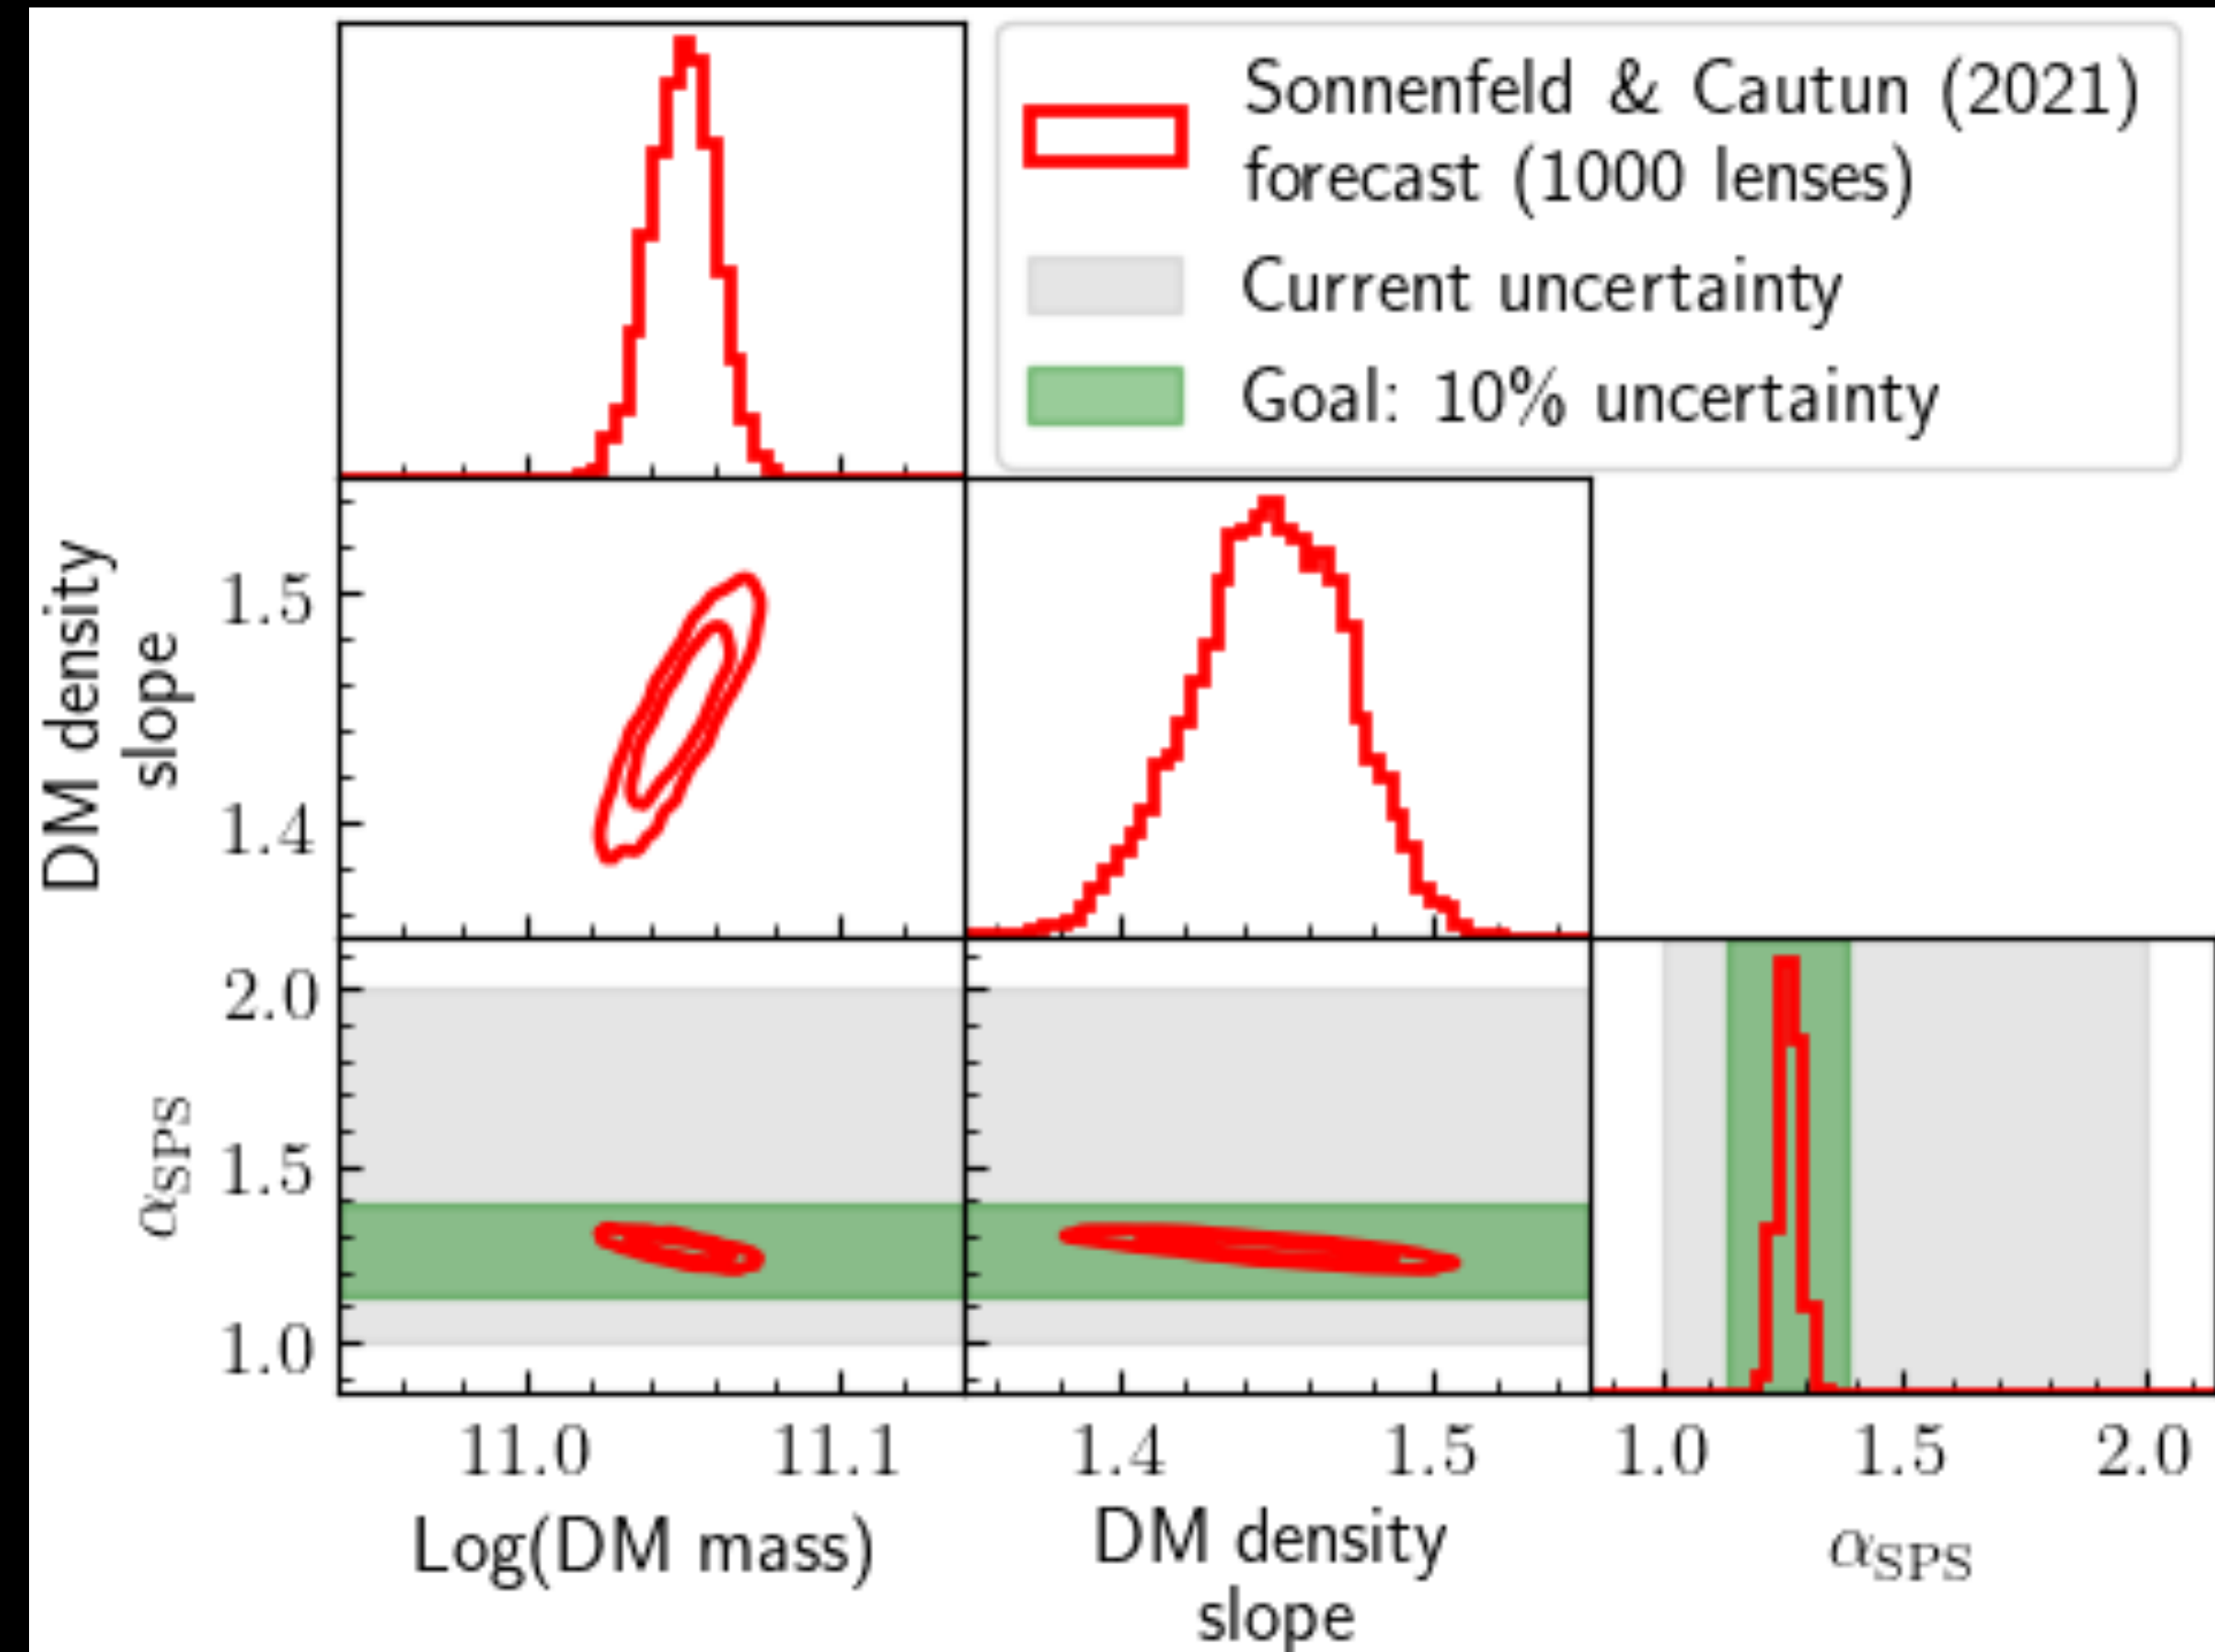 Sonnenfeld & Cautun (2021)
forecast (1000 lenses)
Current uncertainty
Goal: 10% uncertainty
DM density
slope
1.5
1.4
αSPS
2.0
1.5
1.0
11.0 11.1
Log(DM mass)
1.4 1.5
DM density
slope
1.0 1.5 2.0
αSPS